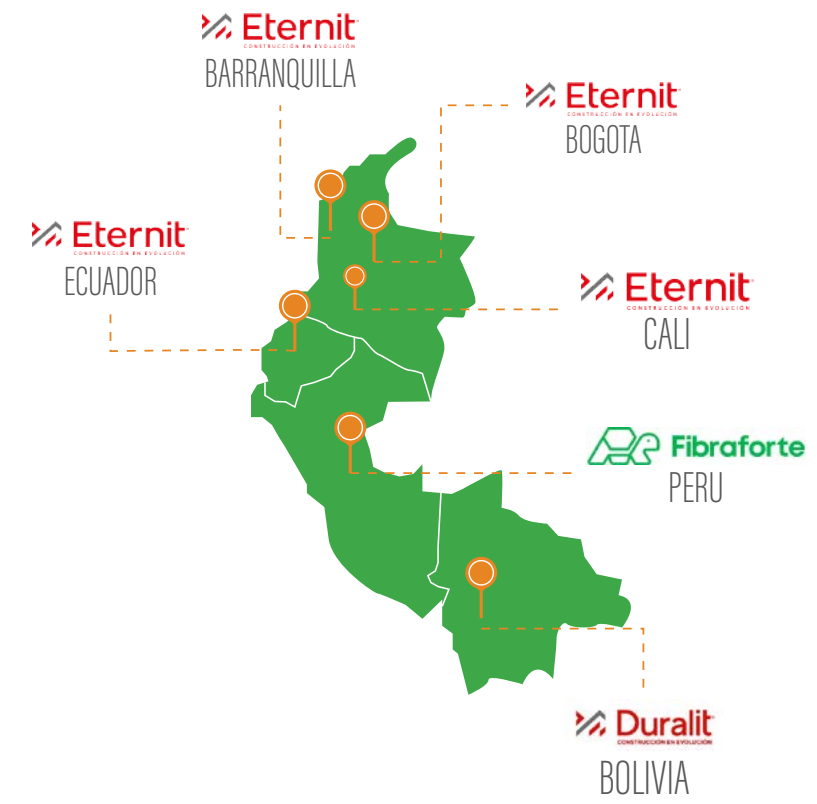 Eternit
CONSTRUCCIÓN EN EVOLUCIÓN
BARRANQUILLA
Eternit
CONSTRUCCIÓN EN EVOLUCIÓN
BOGOTA
Eternit
CONSTRUCCIÓN EN EVOLUCIÓN
ECUADOR
Eternit
CONSTRUCCIÓN EN EVOLUCIÓN
CALI
Fibraforte
PERU
Duralit
CONSTRUCCIÓN EN EVOLUCIÓN
BOLIVIA